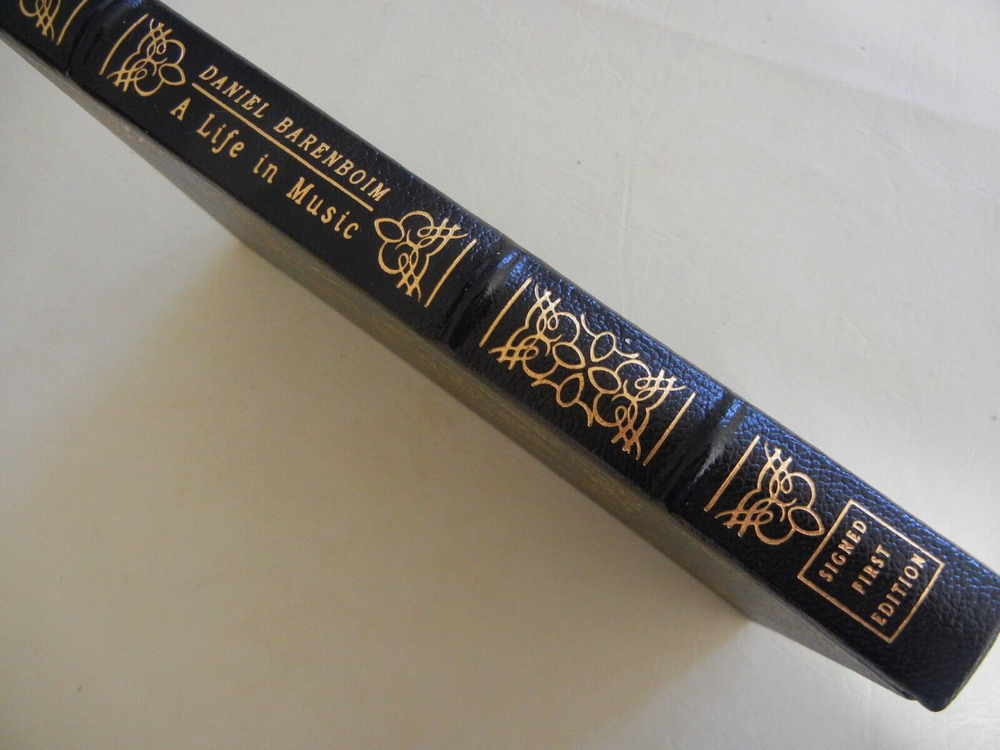 DANIEL BARENBOIM
A Life in Music
SIGNED
FIRST
EDITION